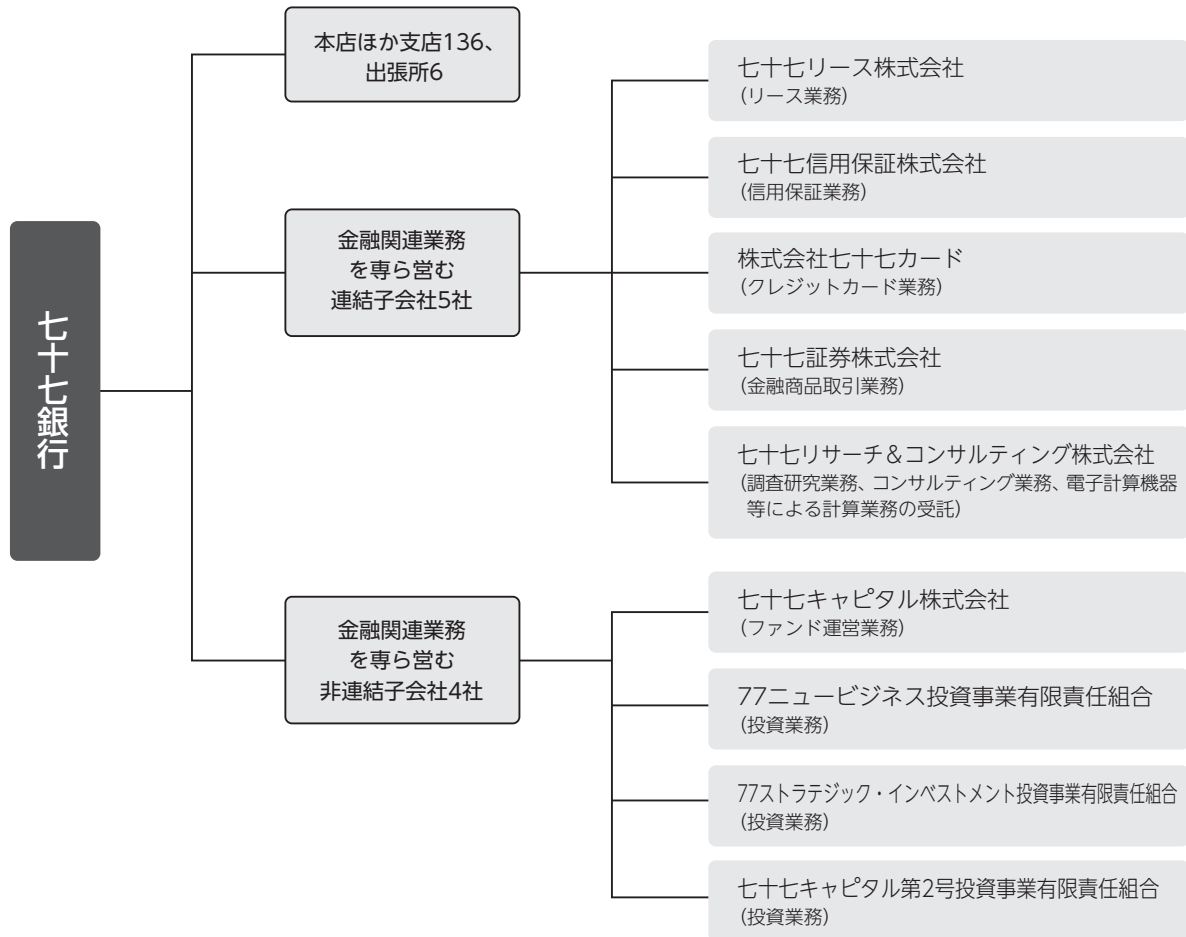 七十七銀行
本店ほか支店136、
出張所6
金融関連業務
を専ら営む
連結子会社5社
七十七リース株式会社
(リース業務)
七十七信用保証株式会社
(信用保証業務)
株式会社七十七カード
(クレジットカード業務)
七十七証券株式会社
(金融商品取引業務)
七十七リサーチ＆コンサルティング株式会社
(調査研究業務、コンサルティング業務、電子計算機器
等による計算業務の受託)
金融関連業務
を専ら営む
非連結子会社4社
七十七キャピタル株式会社
(ファンド運営業務)
77ニュービジネス投資事業有限責任組合
(投資業務)
77ストラテジック・インベストメント投資事業有限責任組合
(投資業務)
七十七キャピタル第2号投資事業有限責任組合
(投資業務)